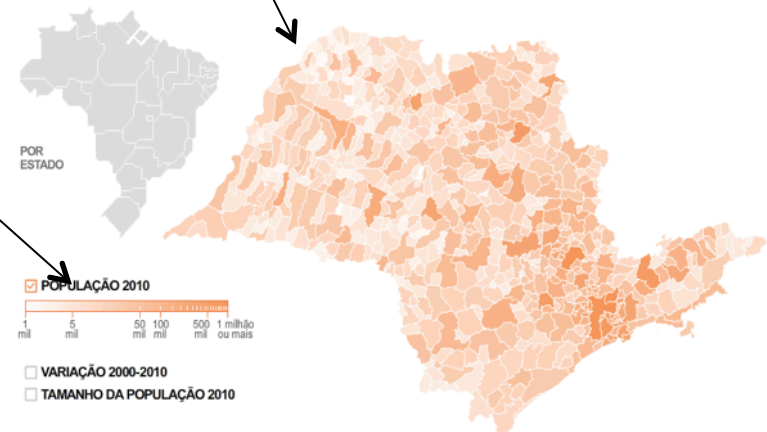 POR
ESTADO
POPULAÇÃO 2010
1 mil
5 mil
50 mil
100 mil
500 mil
1 milhão ou mais
VARIAÇÃO 2000-2010
TAMANHO DA POPULAÇÃO 2010